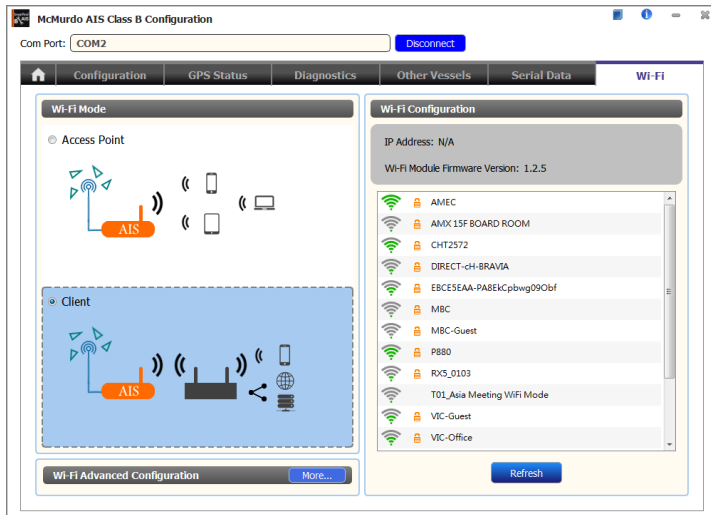 McMurdo AIS Class B Configuration
Com Port: COM2 Disconnect
Configuration GPS Status Diagnostics Other Vessels Serial Data Wi-Fi
Wi-Fi Mode
Access Point
AIS
Client
AIS
Wi-Fi Advanced Configuration More...
Wi-Fi Configuration
IP Address: N/A
Wi-Fi Module Firmware Version: 1.2.5
AMEC
AMX 15F BOARD ROOM
CHT2572
DIRECT-cH-BRAVIA
EBCE5EAA-PA8EkCpbwg09Obf
MBC
MBC-Guest
P880
RX5_0103
T01_Asia Meeting WiFi Mode
VIC-Guest
VIC-Office
Refresh